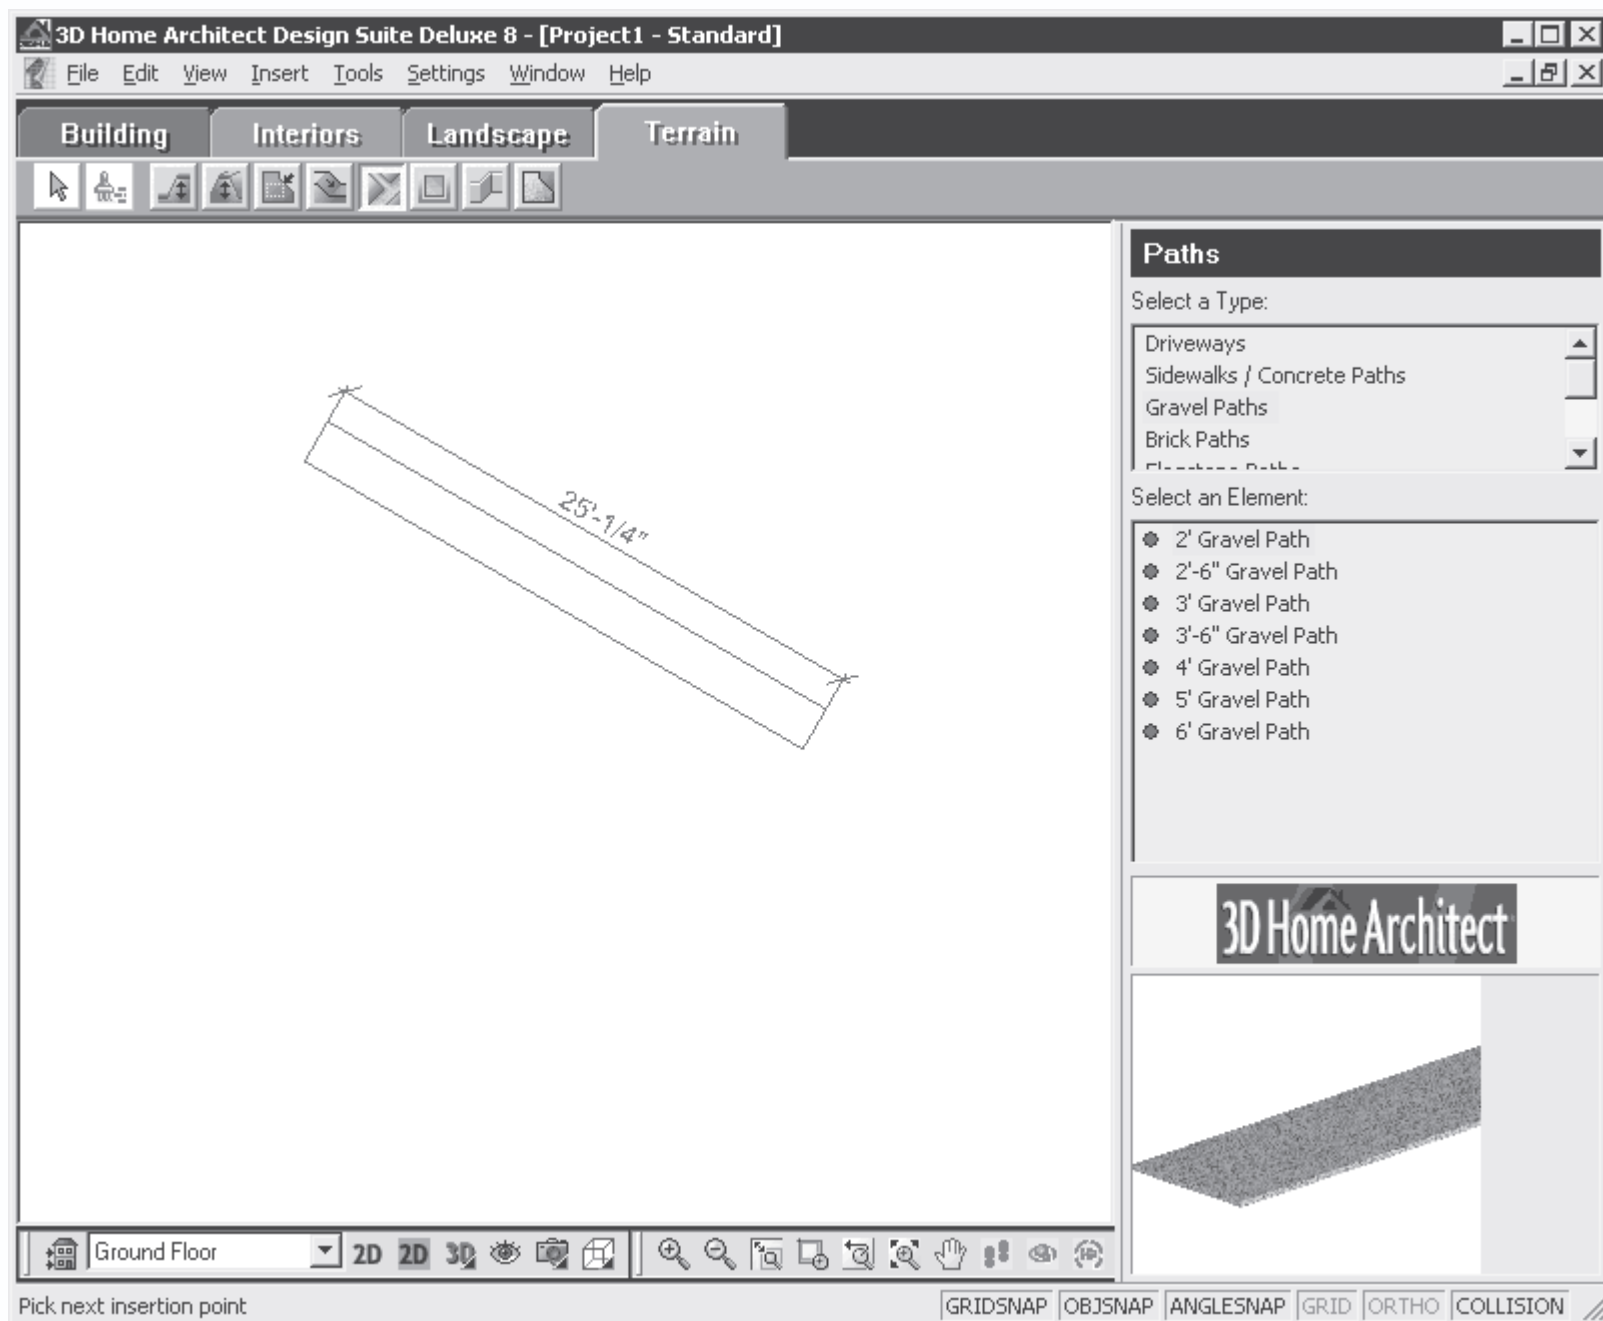 3D Home Architect Design Suite Deluxe 8 - [Project1 - Standard]
File Edit View Insert Tools Settings Window Help
Building Interiors Landscape Terrain
Paths
Select a Type:
Driveways
Sidewalks / Concrete Paths
Gravel Paths
Brick Paths
25'-1/4"
Select an Element:
2' Gravel Path
2'-6" Gravel Path
3' Gravel Path
3'-6" Gravel Path
4' Gravel Path
5' Gravel Path
6' Gravel Path
3D Home Architect
Ground Floor 2D 2D 3D
Pick next insertion point GRIDSNAP OBJSNAP ANGLESNAP GRID ORTHO COLLISION